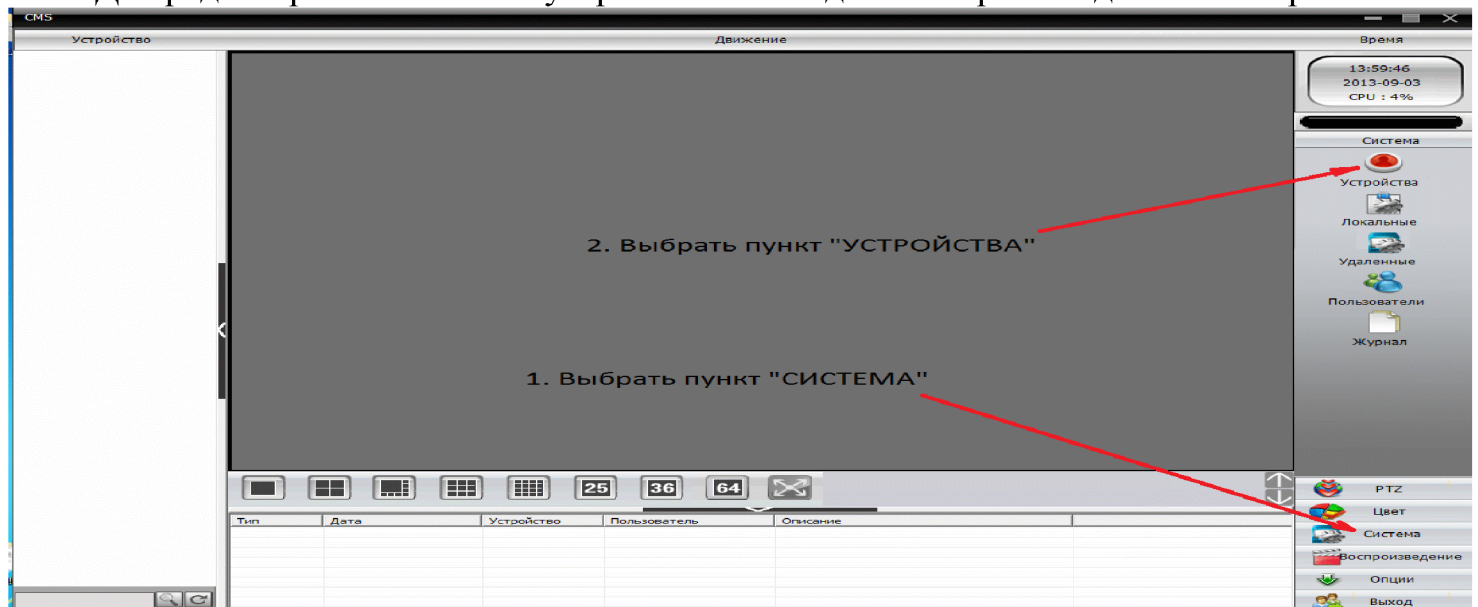 CMS
Устройство
Движение
Время
13:59:46
2013-09-03
CPU : 4%
Система
Устройства
Локальные
Удаленные
Пользователи
Журнал
2. Выбрать пункт "УСТРОЙСТВА"
1. Выбрать пункт "СИСТЕМА"
25 36 64
Тип Дата Устройство Пользователь Описание
PTZ
Цвет
Система
Воспроизведение
Опции
Выход